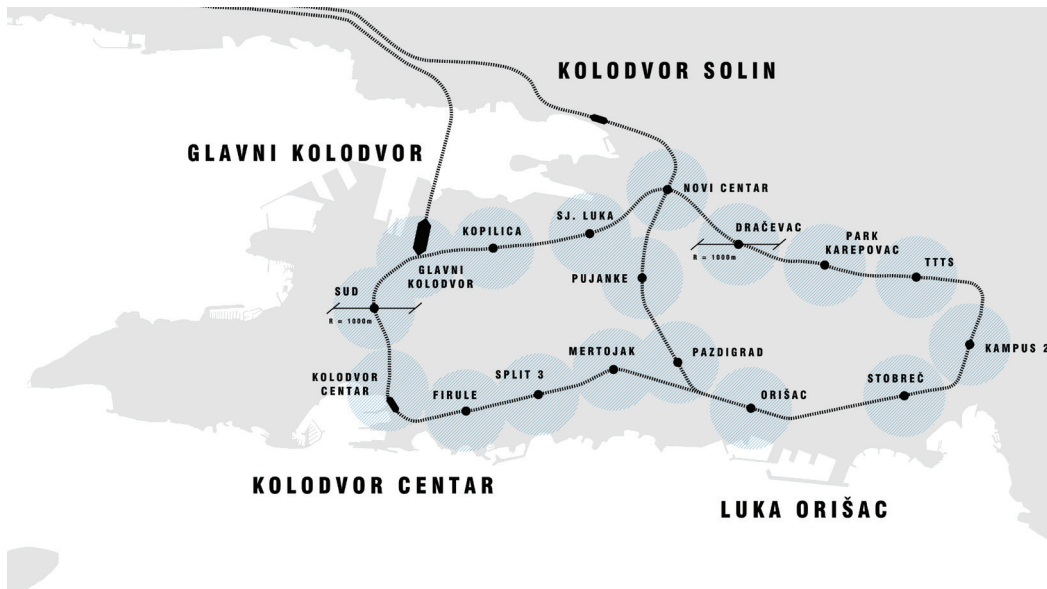 KOLODVOR SOLIN
GLAVNI KOLODVOR
NOVI CENTAR
SJ. LUKA
KOPILICA
DRAČEVAC
R = 1000m
PARK
KAREPOVAC
TTTS
GLAVNI
KOLODVOR
PUJANKE
SUD
R = 1000m
KAMPUS 2
MERTOJAK
PAZDIGRAD
SPLIT 3
KOLODVOR
CENTAR
FIRULE
ORIŠAC
STOBREČ
KOLODVOR CENTAR
LUKA ORIŠAC